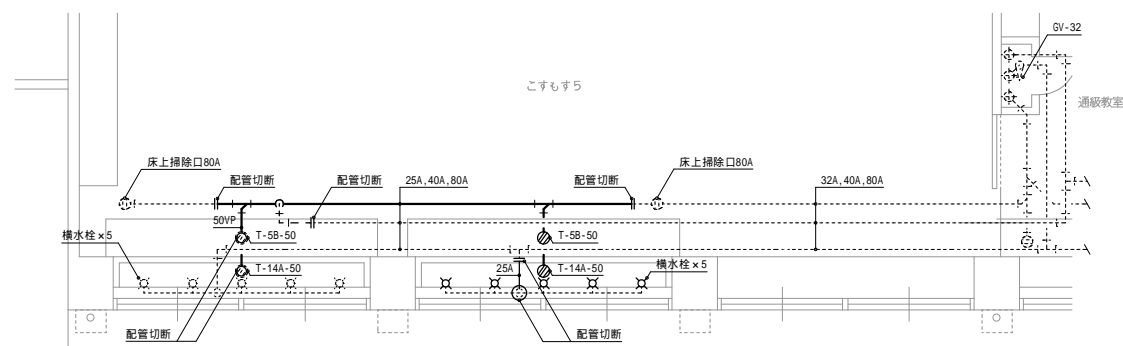 GV-32
こすもす5
通級教室
床上掃除口80A
床上掃除口80A
配管切断
配管切断
25A,40A,80A
配管切断
32A,40A,80A
50VP
横水栓×5
T-5B-50
T-5B-50
T-14A-50
25A
T-14A-50
横水栓×5
配管切断
配管切断